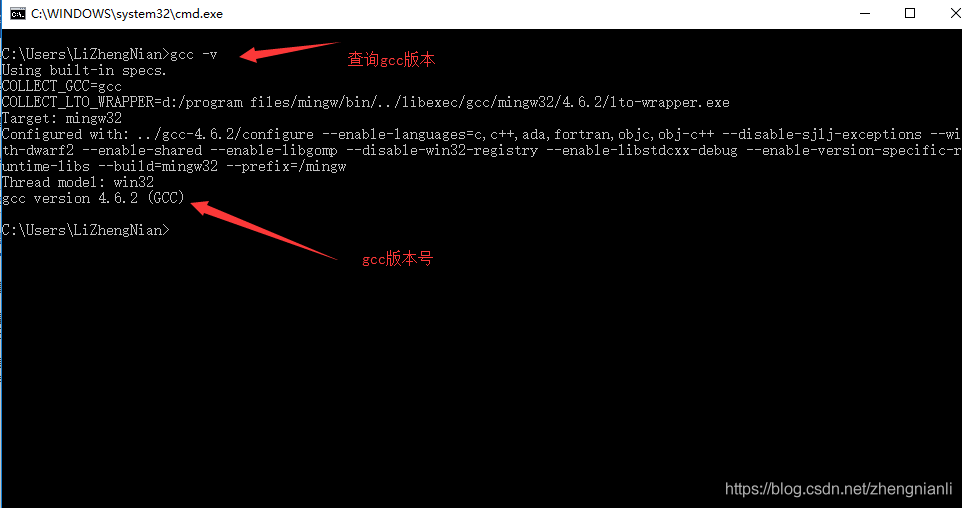 C:\WINDOWS\system32\cmd.exe
C:\Users\LiZhengNian>gcc -v
查询gcc版本
Using built-in specs.
COLLECT_GCC=gcc
COLLECT_LTO_WRAPPER=d:/program files/mingw/bin/../libexec/gcc/mingw32/4.6.2/lto-wrapper.exe
Target: mingw32
Configured with: ../gcc-4.6.2/configure --enable-languages=c,c++,ada,fortran,objc,obj-c++ --disable-sjlj-exceptions --wi
th-dwarf2 --enable-shared --enable-libgomp --disable-win32-registry --enable-libstdcxx-debug --enable-version-specific-r
untime-libs --build=mingw32 --prefix=/mingw
Thread model: win32
gcc version 4.6.2 (GCC)
C:\Users\LiZhengNian>
gcc版本号
https://blog.csdn.net/zhengnianli